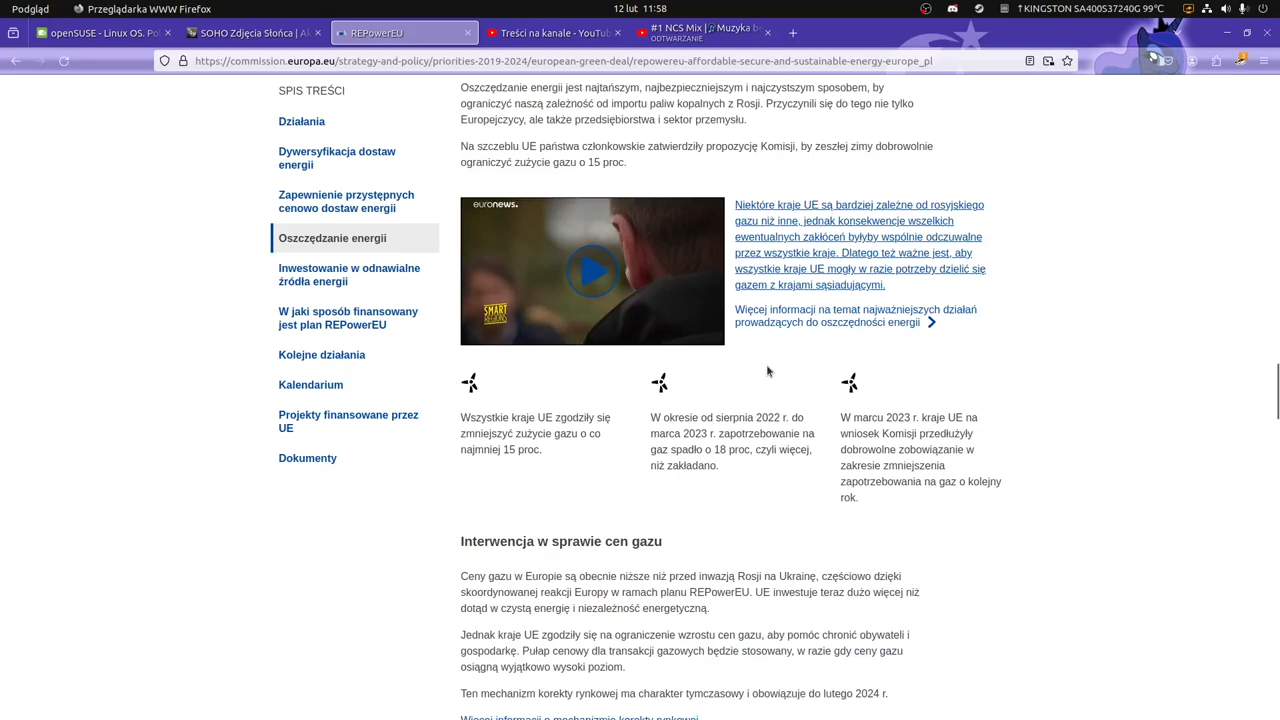 Podgląd
Przeglądarka WWW Firefox
12 lut 11:58
↑KINGSTON SA400S37240G 99°C
openSUSE - Linux OS. Pol
SOHO Zdjęcia Słońca | Ak
REPowerEU
Treści na kanale - YouTub
#1 NCS Mix | Muzyka b
ODTWARZANIE
https://commission.europa.eu/strategy-and-policy/priorities-2019-2024/european-green-deal/repowereu-affordable-secure-and-sustainable-energy-europe_pl
SPIS TREŚCI
Działania
Dywersyfikacja dostaw
energii
Zapewnienie przystępnych
cenowo dostaw energii
Oszczędzanie energii
Inwestowanie w odnawialne
źródła energii
W jaki sposób finansowany
jest plan REPowerEU
Kolejne działania
Kalendarium
Projekty finansowane przez
UE
Dokumenty
Oszczędzanie energii jest najtańszym, najbezpieczniejszym i najczystszym sposobem, by
ograniczyć naszą zależność od importu paliw kopalnych z Rosji. Przyczynili się do tego nie tylko
Europejczycy, ale także przedsiębiorstwa i sektor przemysłu.
Na szczeblu UE państwa członkowskie zatwierdziły propozycję Komisji, by zeszłej zimy dobrowolnie
ograniczyć zużycie gazu o 15 proc.
euronews.
SMART
REGIONS
Niektóre kraje UE są bardziej zależne od rosyjskiego
gazu niż inne, jednak konsekwencje wszelkich
ewentualnych zakłóceń byłyby wspólnie odczuwalne
przez wszystkie kraje. Dlatego też ważne jest, aby
wszystkie kraje UE mogły w razie potrzeby dzielić się
gazem z krajami sąsiadującymi.
Więcej informacji na temat najważniejszych działań
prowadzących do oszczędności energii
Wszystkie kraje UE zgodziły się
zmniejszyć zużycie gazu o co
najmniej 15 proc.
W okresie od sierpnia 2022 r. do
marca 2023 r. zapotrzebowanie na
gaz spadło o 18 proc, czyli więcej,
niż zakładano.
W marcu 2023 r. kraje UE na
wniosek Komisji przedłużyły
dobrowolne zobowiązanie w
zakresie zmniejszenia
zapotrzebowania na gaz o kolejny
rok.
Interwencja w sprawie cen gazu
Ceny gazu w Europie są obecnie niższe niż przed inwazją Rosji na Ukrainę, częściowo dzięki
skoordynowanej reakcji Europy w ramach planu REPowerEU. UE inwestuje teraz dużo więcej niż
dotąd w czystą energię i niezależność energetyczną.
Jednak kraje UE zgodziły się na ograniczenie wzrostu cen gazu, aby pomóc chronić obywateli i
gospodarkę. Pułap cenowy dla transakcji gazowych będzie stosowany, w razie gdy ceny gazu
osiągną wyjątkowo wysoki poziom.
Ten mechanizm korekty rynkowej ma charakter tymczasowy i obowiązuje do lutego 2024 r.
Więcej informacji o mechanizmie korekty rynkowej